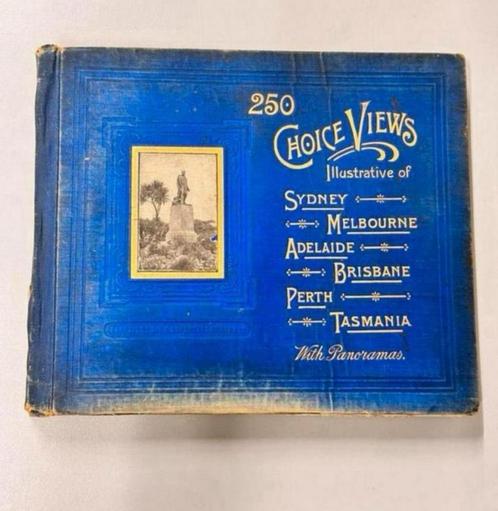 250
CHOICE VIEWS
Illustrative of
SYDNEY
MELBOURNE
ADELAIDE
BRISBANE
PERTH
TASMANIA
With Panoramas.